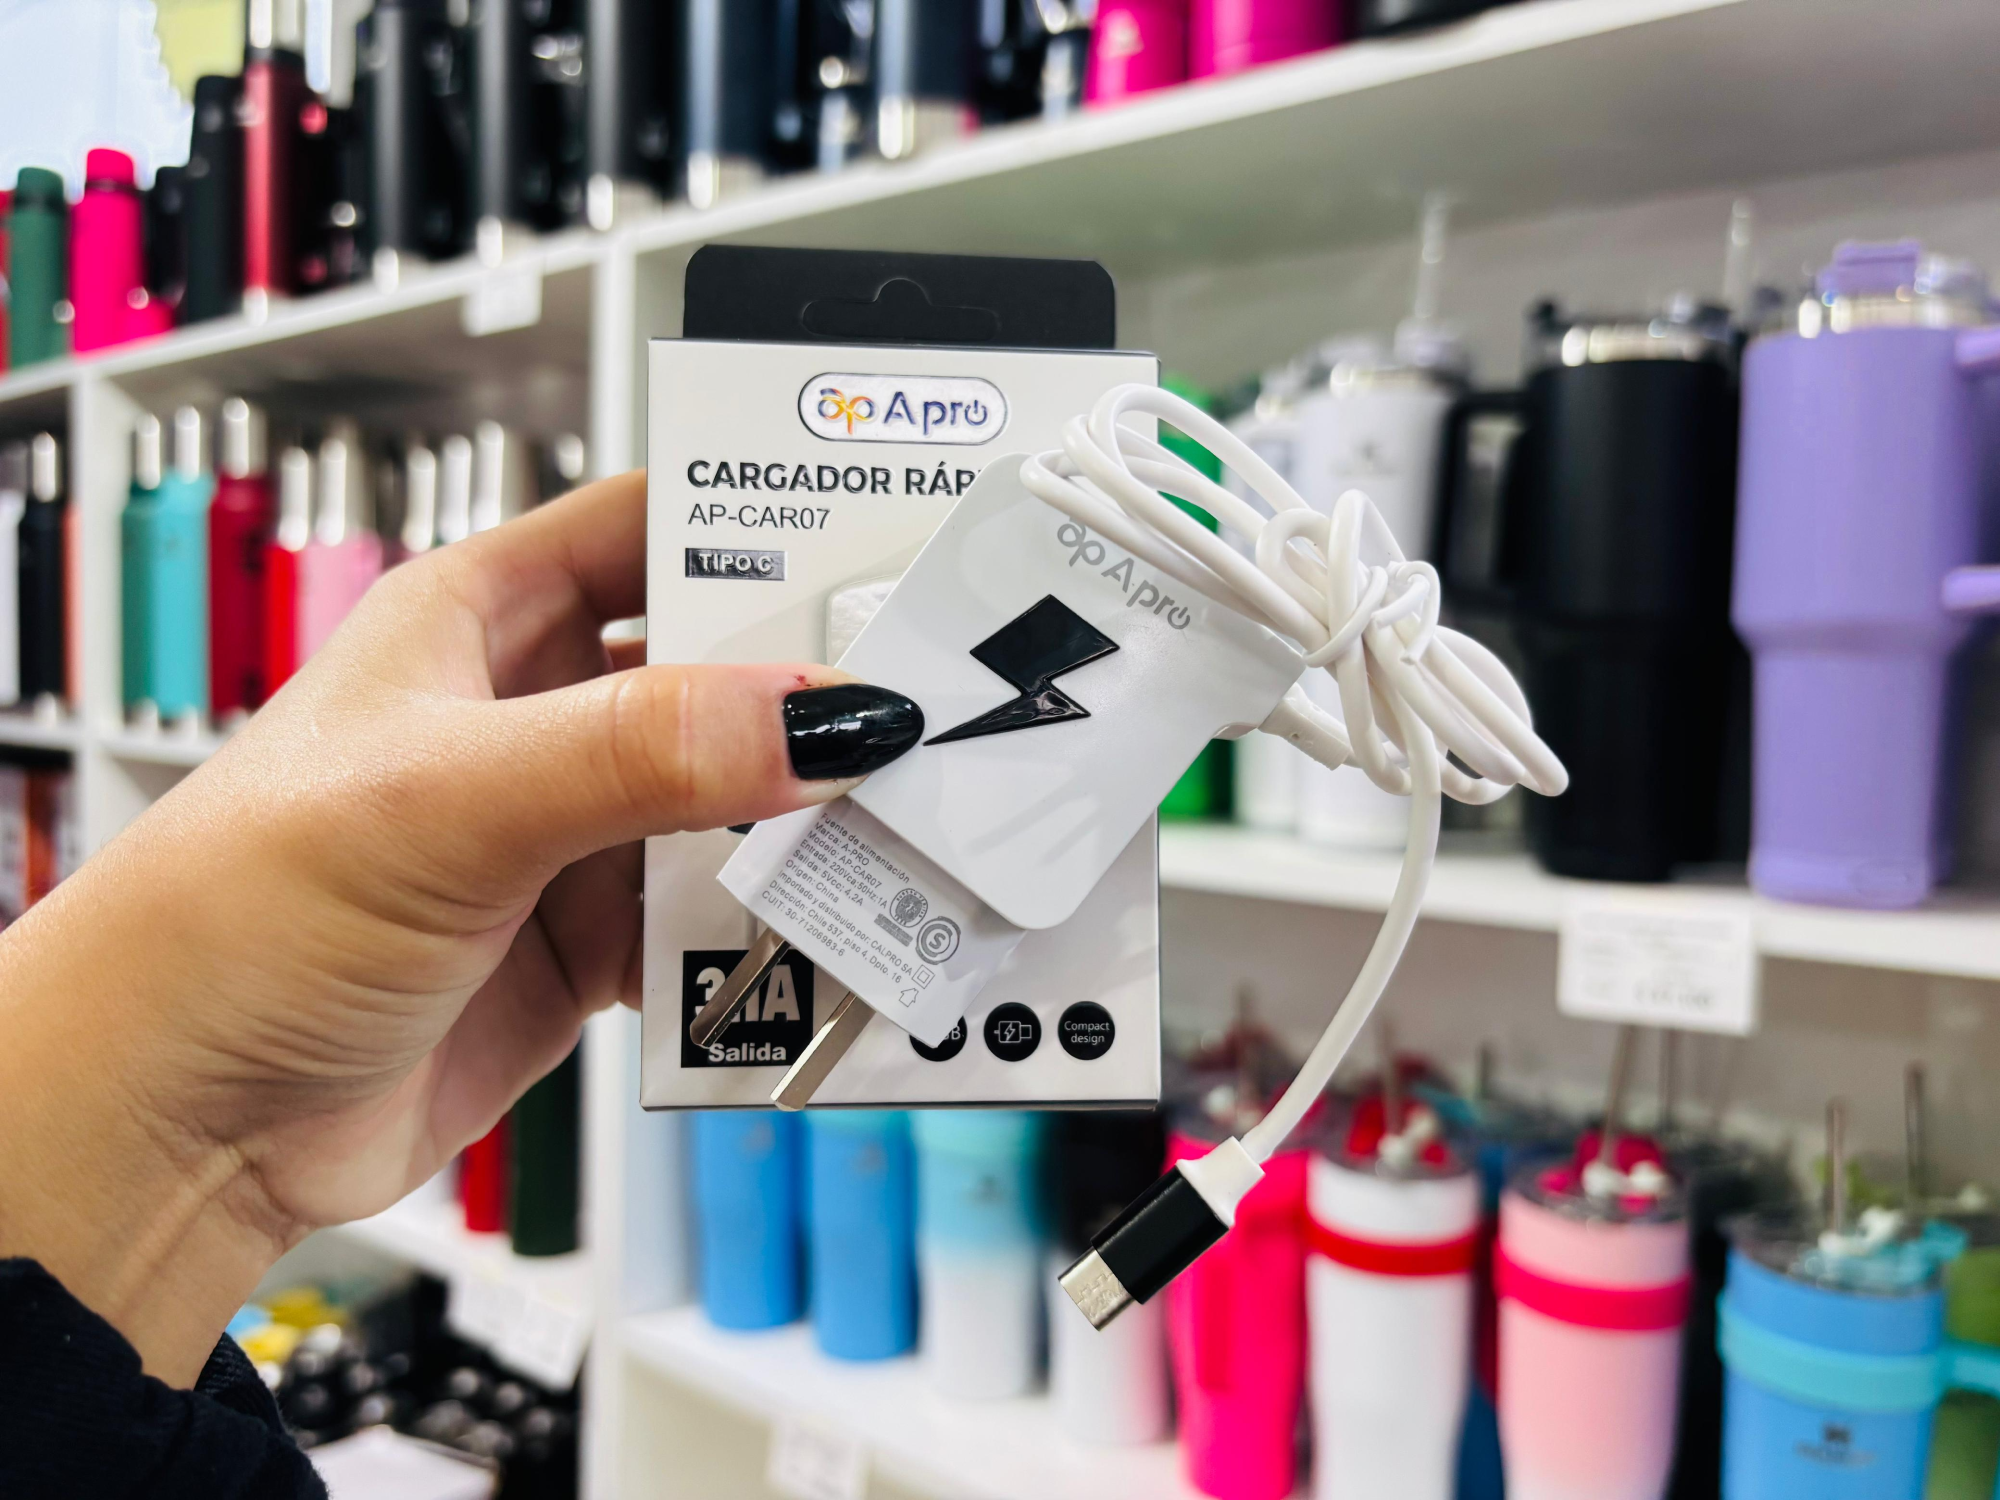 ap Apro
CARGADOR RÁP
AP-CAR07
TIPO C
ap Apro
Fuente de alimentación
Marca: A-PRO
Modelo: AP-CAR07
Entrada: 220Vca;50Hz;1A
Salida: 5Vcc; 4,2A
Origen: China
Importado y distribuido por: CALPRO SA
Dirección: Chile 537, piso 4, Dpto. 16
CUIT: 30-71206983-6
S
Salida
Compact
design